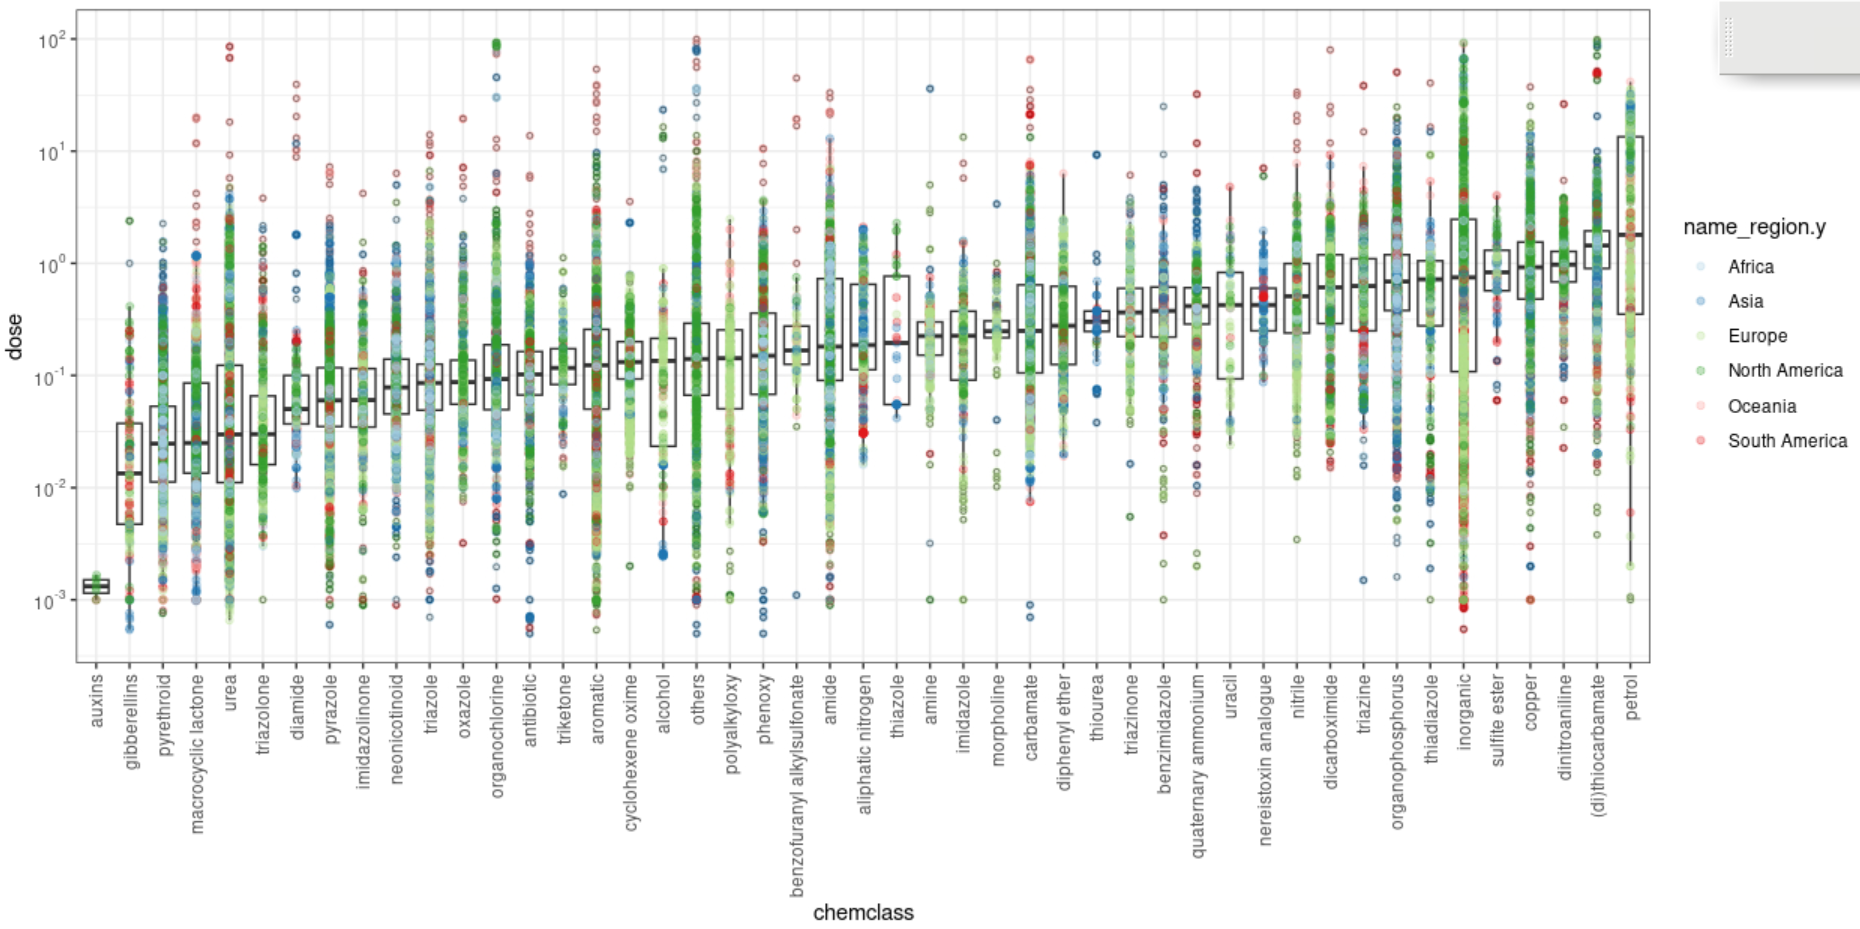 dose
10²
10¹
10⁰
10⁻¹
10⁻²
10⁻³
auxins
gibberellins
pyrethroid
macrocyclic lactone
urea
triazolone
diamide
pyrazole
imidazolinone
neonicotinoid
triazole
oxazole
organochlorine
antibiotic
triketone
aromatic
cyclohexene oxime
alcohol
others
polyalkyloxy
phenoxy
benzofuranyl alkylsulfonate
amide
aliphatic nitrogen
thiazole
amine
imidazole
morpholine
carbamate
diphenyl ether
thiourea
triazinone
benzimidazole
quaternary ammonium
uracil
nereistoxin analogue
nitrile
dicarboximide
triazine
organophosphorus
thiadiazole
inorganic
sulfite ester
copper
dinitroaniline
(di)thiocarbamate
petrol
chemclass
name_region.y
Africa
Asia
Europe
North America
Oceania
South America